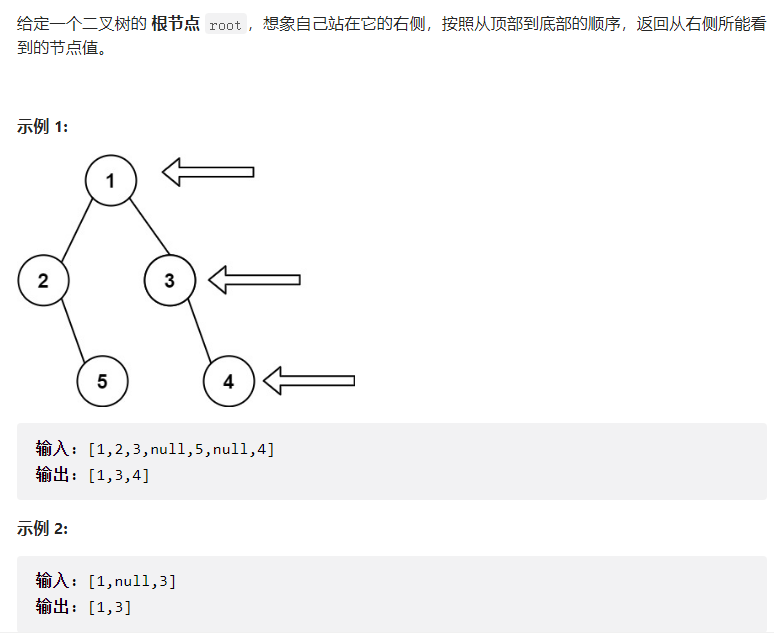 给定一个二叉树的 根节点 root，想象自己站在它的右侧，按照从顶部到底部的顺序，返回从右侧所能看
到的节点值。
示例 1:
1
2
3
5
4
输入：[1,2,3,null,5,null,4]
输出：[1,3,4]
示例 2:
输入：[1,null,3]
输出：[1,3]